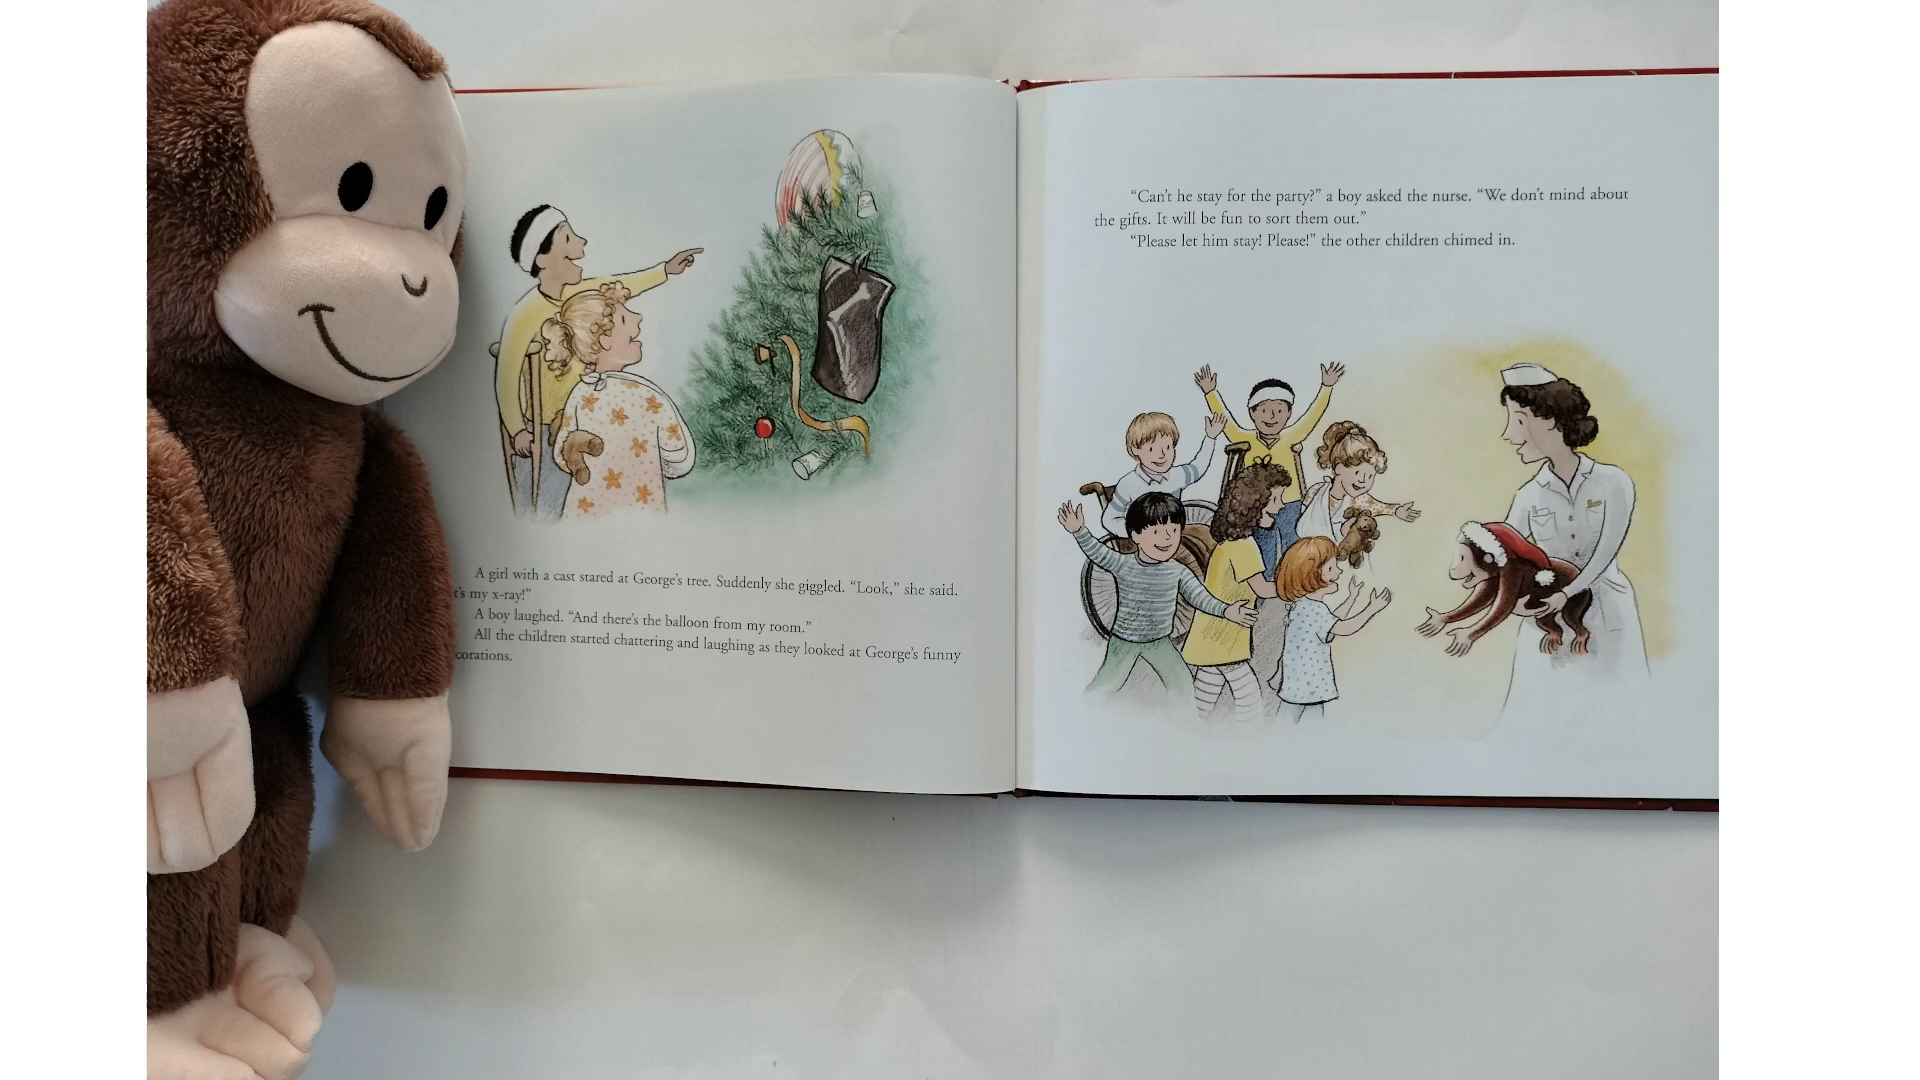 A girl with a cast stared at George's tree. Suddenly she giggled. “Look,” she said.
t's my x-ray!”
A boy laughed. “And there's the balloon from my room.”
All the children started chattering and laughing as they looked at George's funny
corations.
“Can't he stay for the party?” a boy asked the nurse. “We don't mind about
the gifts. It will be fun to sort them out.”
“Please let him stay! Please!” the other children chimed in.